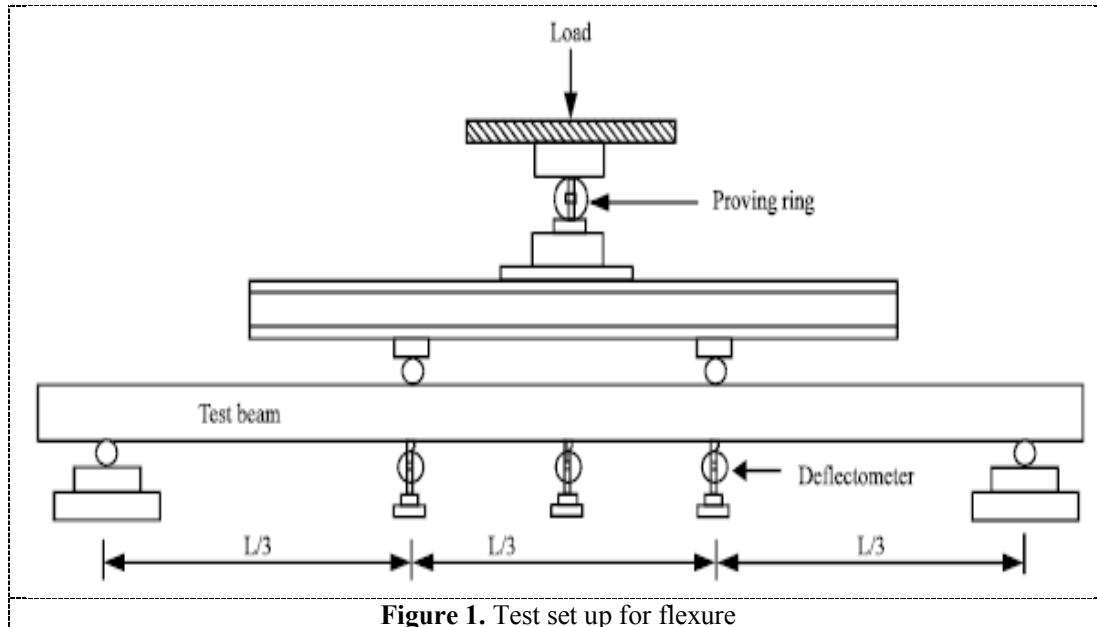 Load
Proving ring
Test beam
Deflectometer
L/3 L/3 L/3
Figure 1. Test set up for flexure